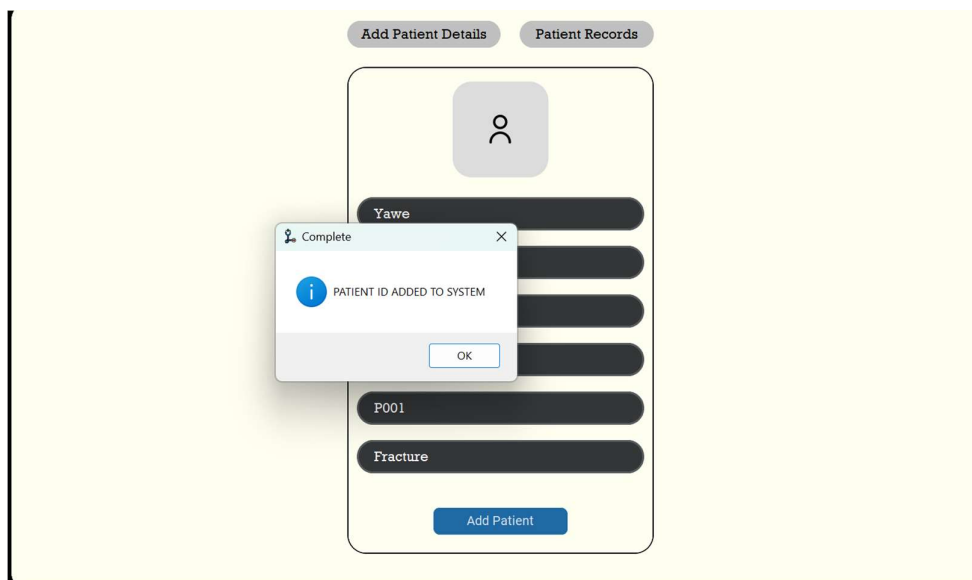 Add Patient Details
Patient Records
Yawe
Complete
PATIENT ID ADDED TO SYSTEM
OK
P001
Fracture
Add Patient